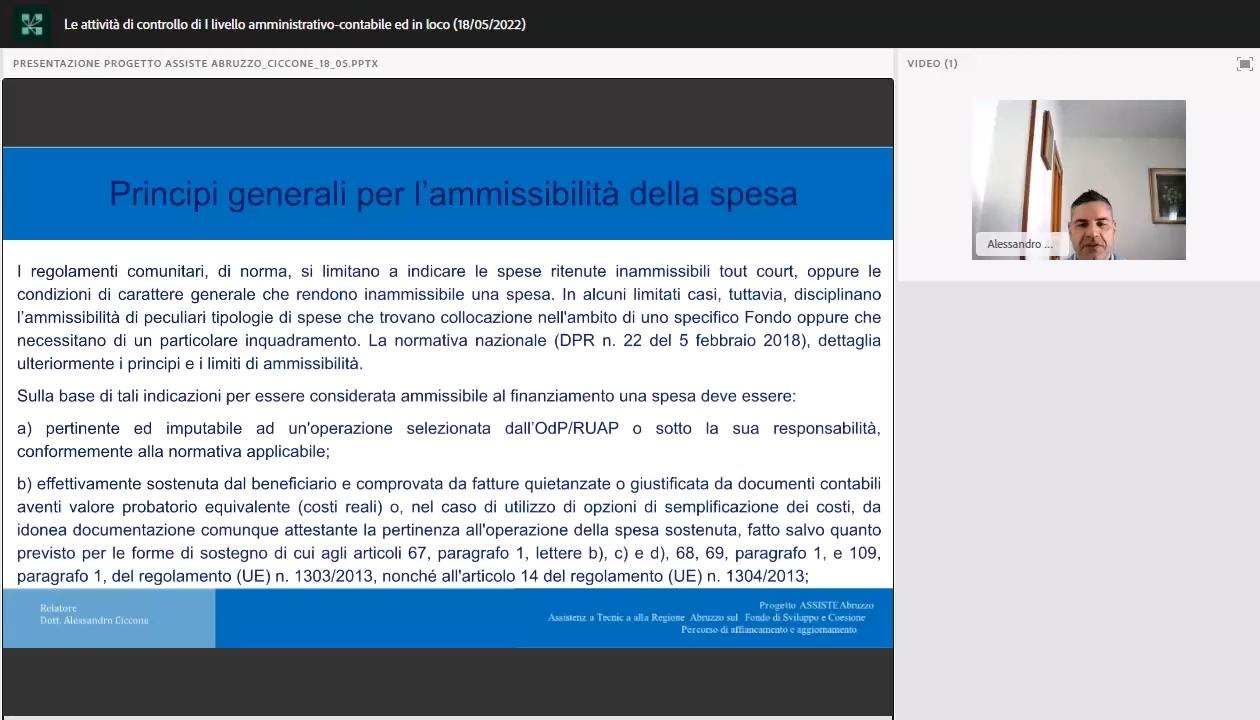 Le attività di controllo di I livello amministrativo-contabile ed in loco (18/05/2022)
PRESENTAZIONE PROGETTO ASSISTE ABRUZZO_CICCONE_18_05.PPTX
VIDEO (1)
Alessandro ...
Principi generali per l’ammissibilità della spesa
I regolamenti comunitari, di norma, si limitano a indicare le spese ritenute inammissibili tout court, oppure le
condizioni di carattere generale che rendono inammissibile una spesa. In alcuni limitati casi, tuttavia, disciplinano
l’ammissibilità di peculiari tipologie di spese che trovano collocazione nell'ambito di uno specifico Fondo oppure che
necessitano di un particolare inquadramento. La normativa nazionale (DPR n. 22 del 5 febbraio 2018), dettaglia
ulteriormente i principi e i limiti di ammissibilità.
Sulla base di tali indicazioni per essere considerata ammissibile al finanziamento una spesa deve essere:
a) pertinente ed imputabile ad un'operazione selezionata dall’OdP/RUAP o sotto la sua responsabilità,
conformemente alla normativa applicabile;
b) effettivamente sostenuta dal beneficiario e comprovata da fatture quietanzate o giustificata da documenti contabili
aventi valore probatorio equivalente (costi reali) o, nel caso di utilizzo di opzioni di semplificazione dei costi, da
idonea documentazione comunque attestante la pertinenza all'operazione della spesa sostenuta, fatto salvo quanto
previsto per le forme di sostegno di cui agli articoli 67, paragrafo 1, lettere b), c) e d), 68, 69, paragrafo 1, e 109,
paragrafo 1, del regolamento (UE) n. 1303/2013, nonché all'articolo 14 del regolamento (UE) n. 1304/2013;
Relatore
Dott. Alessandro Ciccone
Progetto ASSISTE Abruzzo
Assistenz a Tecnic a alla Regione Abruzzo sul Fondo di Sviluppo e Coesione
Percorso di affiancamento e aggiornamento